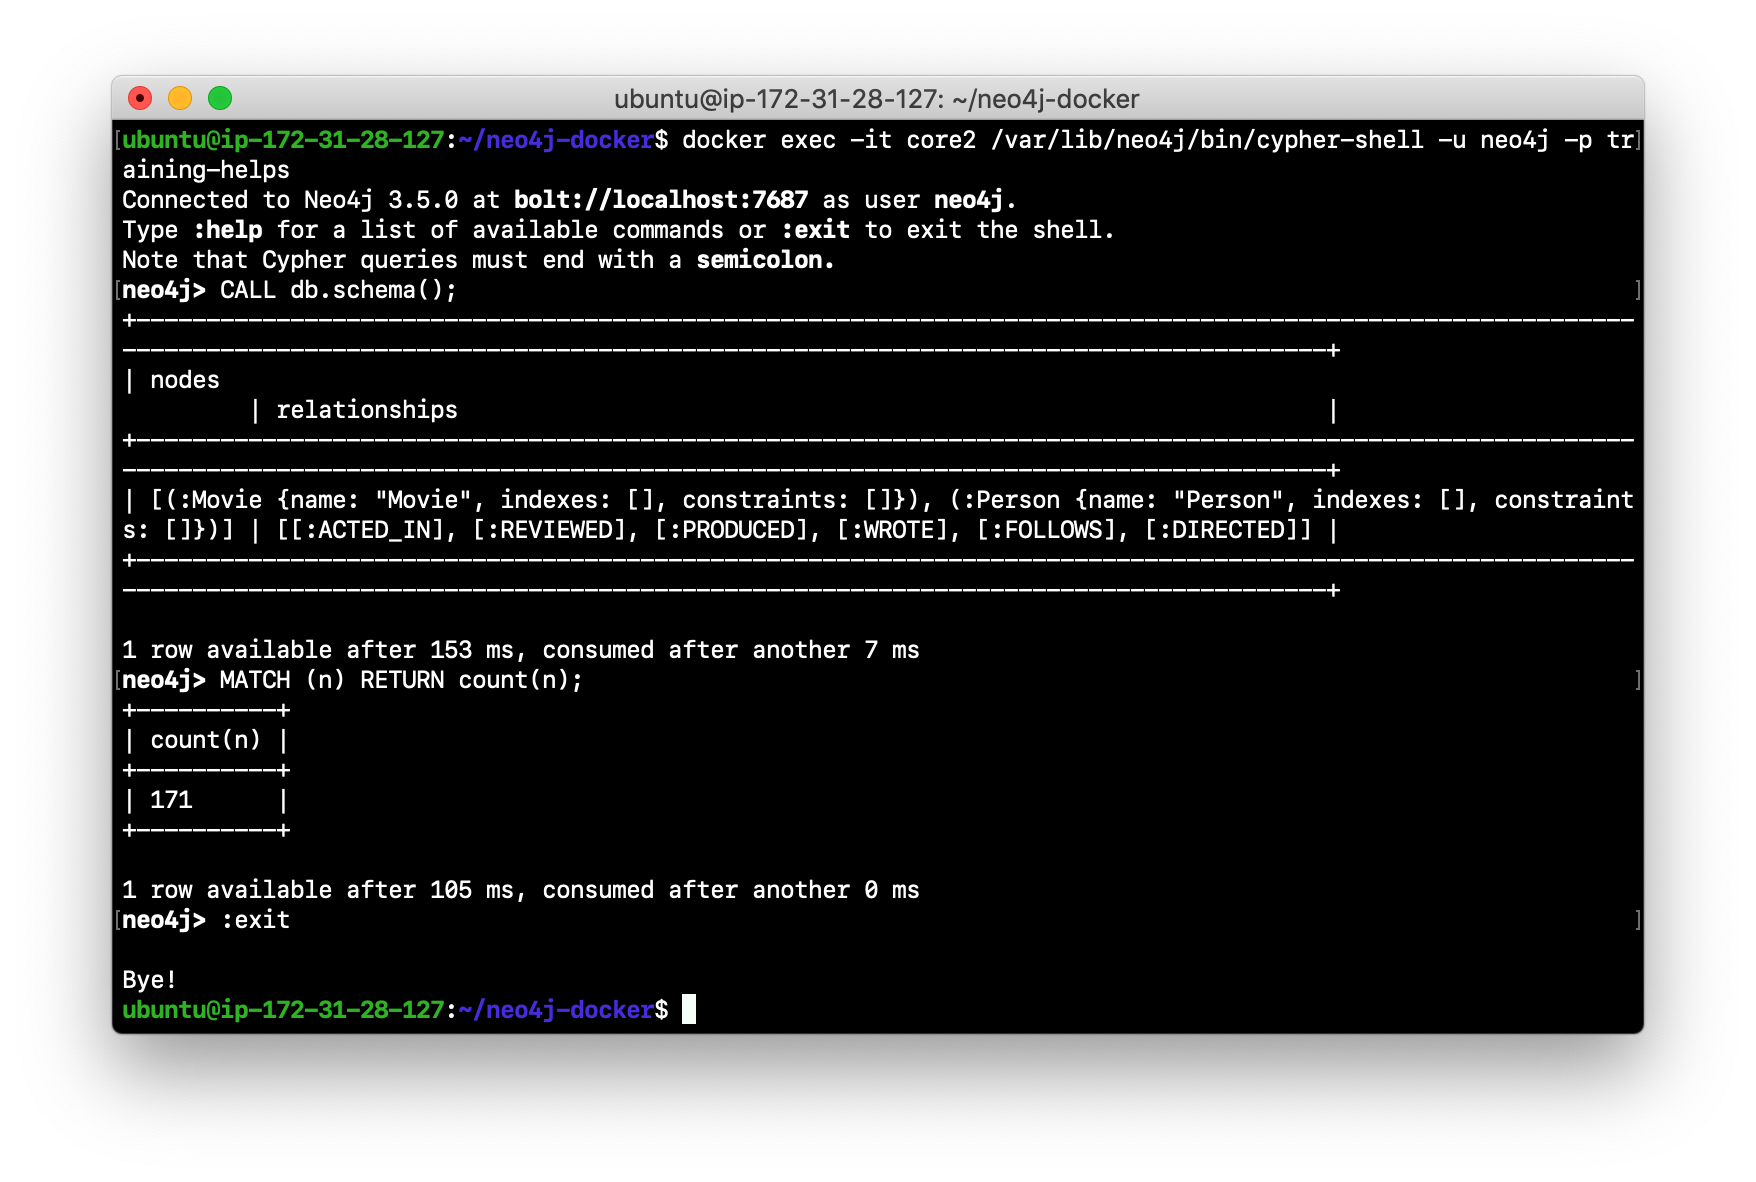 ubuntu@ip-172-31-28-127: ~/neo4j-docker
[ubuntu@ip-172-31-28-127:~/neo4j-docker$ docker exec -it core2 /var/lib/neo4j/bin/cypher-shell -u neo4j -p tr]
aining-helps
Connected to Neo4j 3.5.0 at bolt://localhost:7687 as user neo4j.
Type :help for a list of available commands or :exit to exit the shell.
Note that Cypher queries must end with a semicolon.
[neo4j> CALL db.schema(); ]
+-----------------------------------------------------------------------------------------------------------
--------------------------------------------------------------------------------------+
| nodes
         | relationships                                                              |
+-----------------------------------------------------------------------------------------------------------
--------------------------------------------------------------------------------------+
| [(:Movie {name: "Movie", indexes: [], constraints: []}), (:Person {name: "Person", indexes: [], constraint
s: []})] | [[:ACTED_IN], [:REVIEWED], [:PRODUCED], [:WROTE], [:FOLLOWS], [:DIRECTED]] |
+-----------------------------------------------------------------------------------------------------------
--------------------------------------------------------------------------------------+
1 row available after 153 ms, consumed after another 7 ms
[neo4j> MATCH (n) RETURN count(n); ]
+----------+
| count(n) |
+----------+
| 171      |
+----------+
1 row available after 105 ms, consumed after another 0 ms
[neo4j> :exit ]
Bye!
ubuntu@ip-172-31-28-127:~/neo4j-docker$